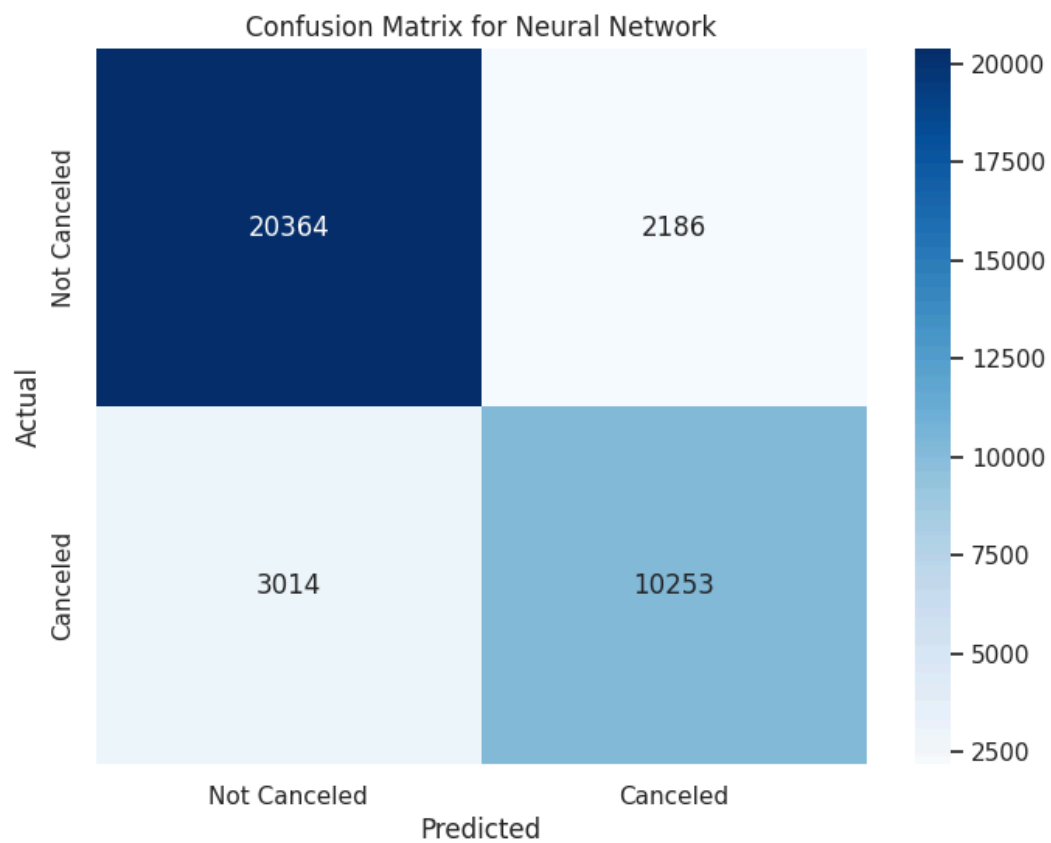 Confusion Matrix for Neural Network
20000
17500
15000
12500
10000
7500
5000
2500
Actual
Not Canceled
Canceled
20364
2186
3014
10253
Not Canceled
Canceled
Predicted